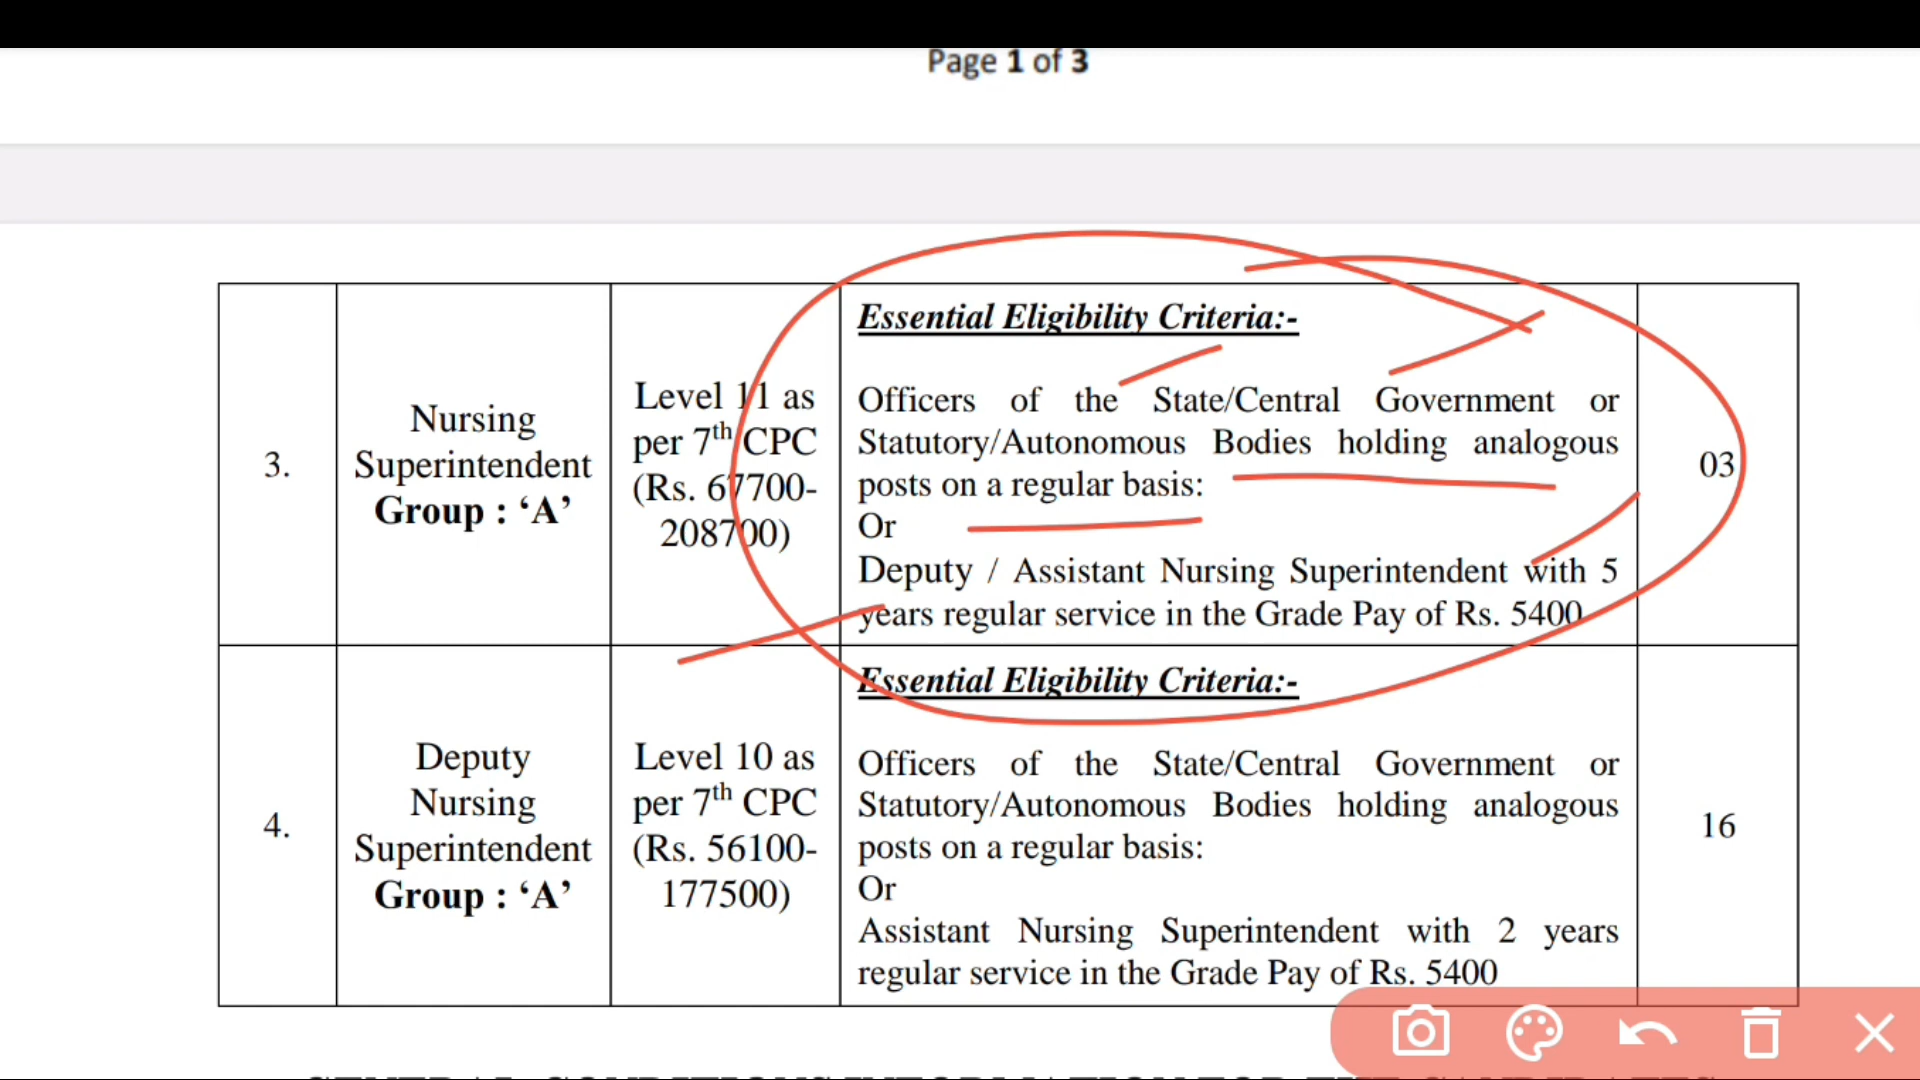 Page 1 of 3
3.
Nursing
Superintendent
Group : ‘A’
Level 11 as
per 7th CPC
(Rs. 67700-
208700)
Essential Eligibility Criteria:-
Officers of the State/Central Government or
Statutory/Autonomous Bodies holding analogous
posts on a regular basis:
Or
Deputy / Assistant Nursing Superintendent with 5
years regular service in the Grade Pay of Rs. 5400
03
4.
Deputy
Nursing
Superintendent
Group : ‘A’
Level 10 as
per 7th CPC
(Rs. 56100-
177500)
Essential Eligibility Criteria:-
Officers of the State/Central Government or
Statutory/Autonomous Bodies holding analogous
posts on a regular basis:
Or
Assistant Nursing Superintendent with 2 years
regular service in the Grade Pay of Rs. 5400
16